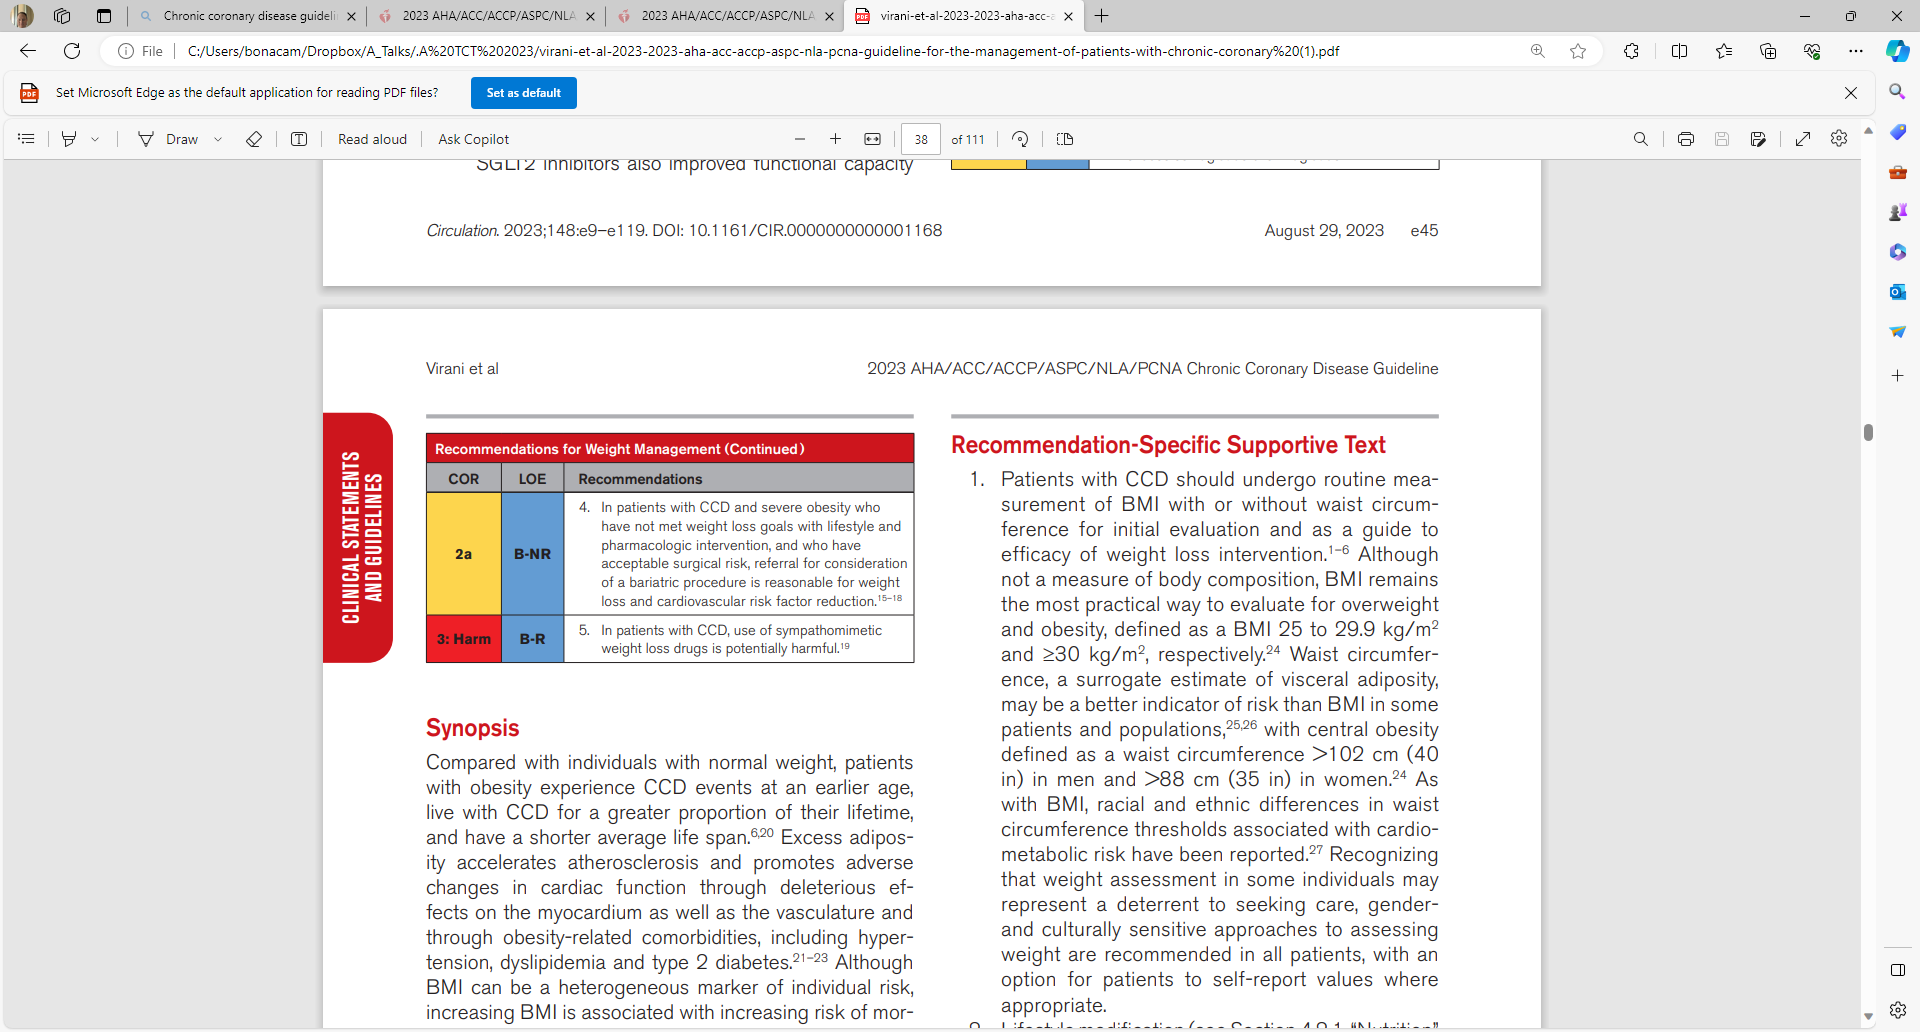 Chronic coronary disease guideli
2023 AHA/ACC/ACCP/ASPC/NLA
2023 AHA/ACC/ACCP/ASPC/NLA
virani-et-al-2023-2023-aha-acc-a
File
C:/Users/bonacam/Dropbox/A_Talks/.A%20TCT%202023/virani-et-al-2023-2023-aha-acc-accp-aspc-nla-pcna-guideline-for-the-management-of-patients-with-chronic-coronary%20(1).pdf
PDF
Set Microsoft Edge as the default application for reading PDF files?
Set as default
Draw
Read aloud
Ask Copilot
38
of 111
SGLT2 inhibitors also improved functional capacity
Circulation. 2023;148:e9–e119. DOI: 10.1161/CIR.0000000000001168
August 29, 2023 e45
Virani et al
2023 AHA/ACC/ACCP/ASPC/NLA/PCNA Chronic Coronary Disease Guideline
CLINICAL STATEMENTS
AND GUIDELINES
Recommendations for Weight Management (Continued)
COR LOE Recommendations
2a
B-NR
4. In patients with CCD and severe obesity who
have not met weight loss goals with lifestyle and
pharmacologic intervention, and who have
acceptable surgical risk, referral for consideration
of a bariatric procedure is reasonable for weight
loss and cardiovascular risk factor reduction.15–18
3: Harm
B-R
5. In patients with CCD, use of sympathomimetic
weight loss drugs is potentially harmful.19
Synopsis
Compared with individuals with normal weight, patients
with obesity experience CCD events at an earlier age,
live with CCD for a greater proportion of their lifetime,
and have a shorter average life span.6,20 Excess adipos-
ity accelerates atherosclerosis and promotes adverse
changes in cardiac function through deleterious ef-
fects on the myocardium as well as the vasculature and
through obesity-related comorbidities, including hyper-
tension, dyslipidemia and type 2 diabetes.21–23 Although
BMI can be a heterogeneous marker of individual risk,
increasing BMI is associated with increasing risk of mor-
Recommendation-Specific Supportive Text
1. Patients with CCD should undergo routine mea-
surement of BMI with or without waist circum-
ference for initial evaluation and as a guide to
efficacy of weight loss intervention.1–6 Although
not a measure of body composition, BMI remains
the most practical way to evaluate for overweight
and obesity, defined as a BMI 25 to 29.9 kg/m2
and ≥30 kg/m2, respectively.24 Waist circumfer-
ence, a surrogate estimate of visceral adiposity,
may be a better indicator of risk than BMI in some
patients and populations,25,26 with central obesity
defined as a waist circumference >102 cm (40
in) in men and >88 cm (35 in) in women.24 As
with BMI, racial and ethnic differences in waist
circumference thresholds associated with cardio-
metabolic risk have been reported.27 Recognizing
that weight assessment in some individuals may
represent a deterrent to seeking care, gender-
and culturally sensitive approaches to assessing
weight are recommended in all patients, with an
option for patients to self-report values where
appropriate.
2. Lifestyle modification (see Section 4.2.1, "Nutrition"